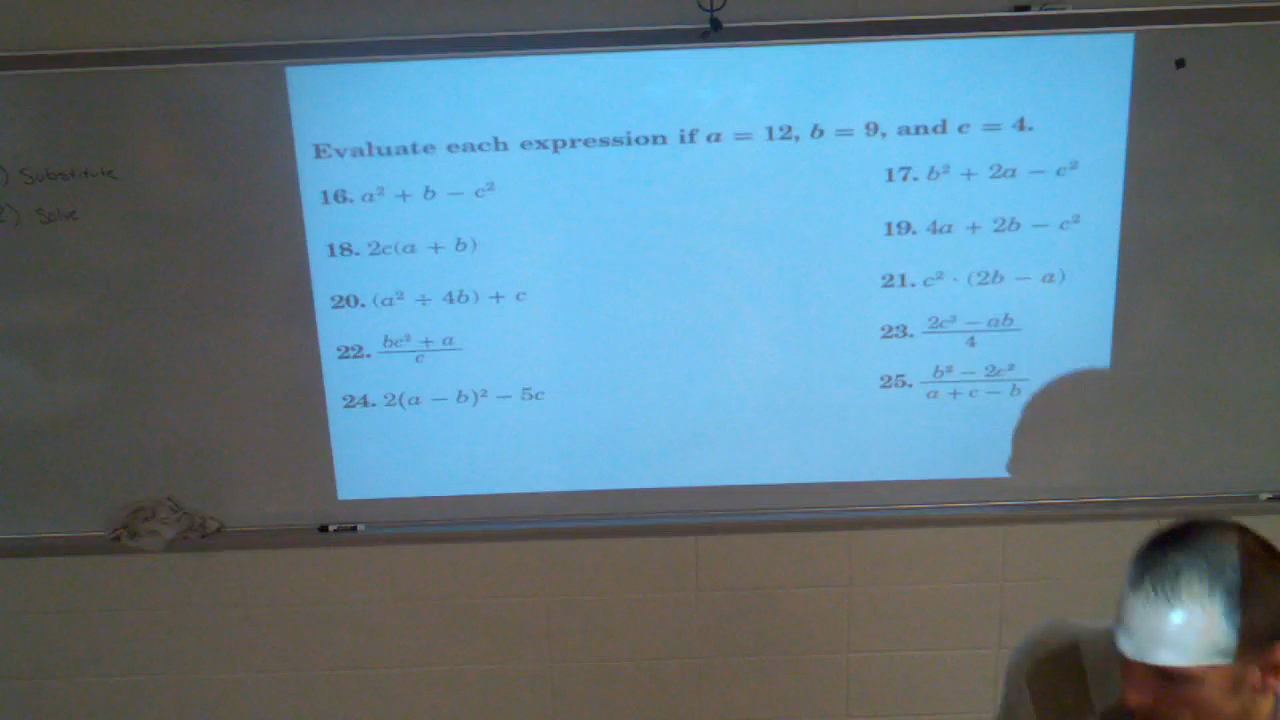 ) Substitute
2) Solve
Evaluate each expression if a = 12, b = 9, and c = 4.
16. a² + b − c²
17. b² + 2a − c²
18. 2c(a + b)
19. 4a + 2b − c²
20. (a² ÷ 4b) + c
21. c² · (2b − a)
22. bc² + a / c
23. 2c³ − ab / 4
24. 2(a − b)² − 5c
25. b² − 2c² / a + c − b